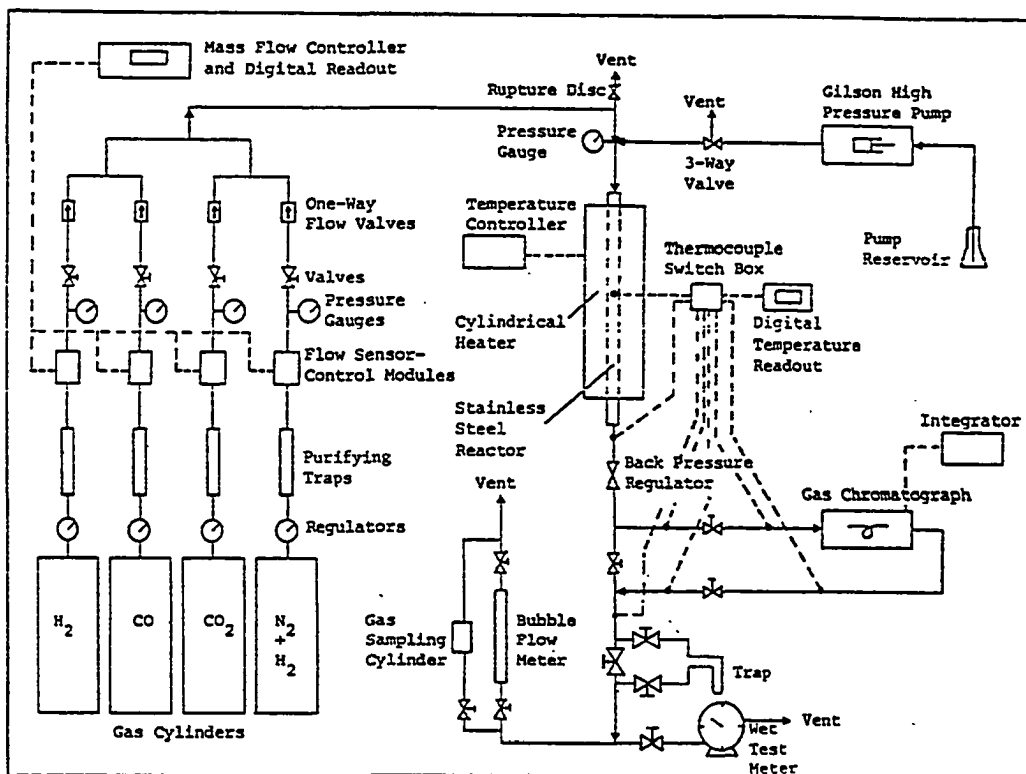 Mass Flow Controller
and Digital Readout
Vent
Rupture Disc
Vent
Gilson High
Pressure Pump
Pressure
Gauge
3-Way
Valve
One-Way
Flow Valves
Temperature
Controller
Thermocouple
Switch Box
Pump
Reservoir
Valves
Pressure
Gauges
Cylindrical
Heater
Digital
Temperature
Readout
Flow Sensor-
Control Modules
Stainless
Steel
Reactor
Integrator
Purifying
Traps
Vent
Back Pressure
Regulator
Gas Chromatograph
Regulators
H2
CO
CO2
N2
+
H2
Gas
Sampling
Cylinder
Bubble
Flow
Meter
Trap
Vent
Wet
Test
Meter
Gas Cylinders